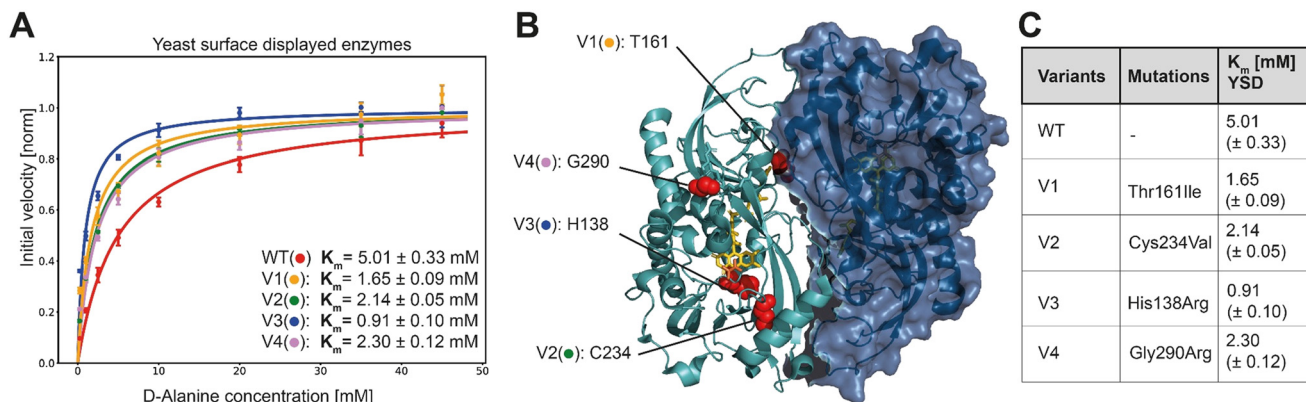 A
Yeast surface displayed enzymes
Initial velocity [norm]
1.2
1.0
0.8
0.6
0.4
0.2
0.0
0
10
20
30
40
50
D-Alanine concentration [mM]
WT(●) Km= 5.01 ± 0.33 mM
V1(●): Km= 1.65 ± 0.09 mM
V2(●): Km= 2.14 ± 0.05 mM
V3(●): Km= 0.91 ± 0.10 mM
V4(●): Km= 2.30 ± 0.12 mM
B
V1(●): T161
V4(●): G290
V3(●): H138
V2(●): C234
C
Variants Mutations Km [mM] YSD
WT - 5.01 (± 0.33)
V1 Thr161Ile 1.65 (± 0.09)
V2 Cys234Val 2.14 (± 0.05)
V3 His138Arg 0.91 (± 0.10)
V4 Gly290Arg 2.30 (± 0.12)